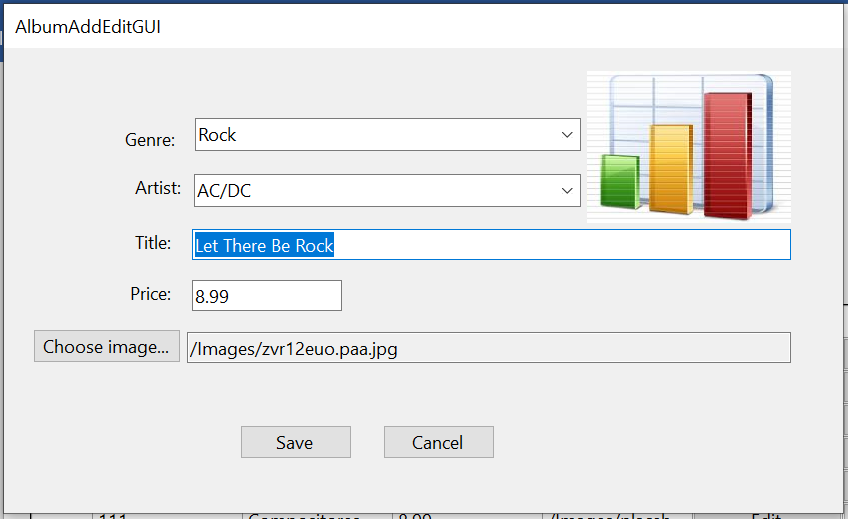 AlbumAddEditGUI
Genre: Rock
Artist: AC/DC
Title: Let There Be Rock
Price: 8.99
Choose image... /Images/zvr12euo.paa.jpg
Save Cancel